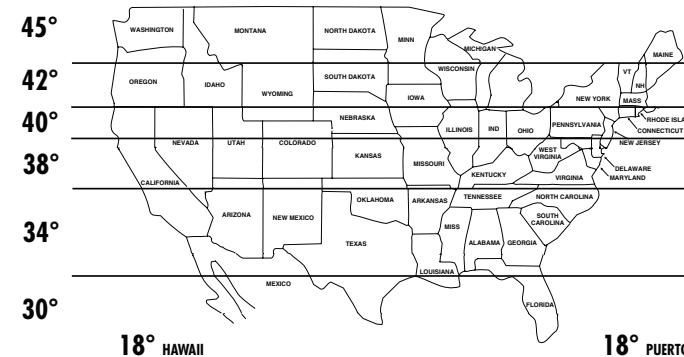 45°
WASHINGTON
MONTANA
NORTH DAKOTA
MINN
MICHIGAN
MAINE
42°
OREGON
IDAHO
WYOMING
SOUTH DAKOTA
WISCONSIN
IOWA
VT
NH
NEW YORK
MASS
40°
NEVADA
UTAH
COLORADO
NEBRASKA
ILLINOIS
IND
OHIO
PENNSYLVANIA
RHODE ISLA
CONNECTICUT
NEW JERSEY
38°
CALIFORNIA
KANSAS
MISSOURI
KENTUCKY
WEST
VIRGINIA
VIRGINIA
DELAWARE
MARYLAND
34°
ARIZONA
NEW MEXICO
OKLAHOMA
TEXAS
ARKANSAS
TENNESSEE
NORTH CAROLINA
SOUTH
CAROLINA
MISS
ALABAMA
GEORGIA
LOUISIANA
30°
MEXICO
FLORIDA
18° HAWAII
18° PUERTO